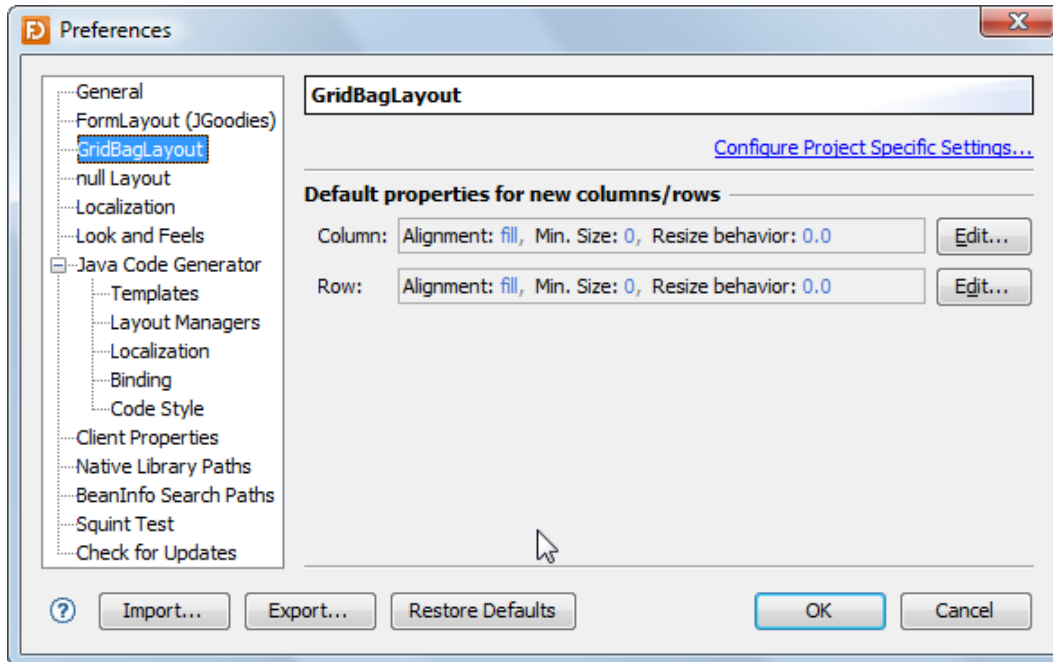 Preferences
General
FormLayout (JGoodies)
GridBagLayout
null Layout
Localization
Look and Feels
Java Code Generator
Templates
Layout Managers
Localization
Binding
Code Style
Client Properties
Native Library Paths
BeanInfo Search Paths
Squint Test
Check for Updates
GridBagLayout
Configure Project Specific Settings...
Default properties for new columns/rows
Column: Alignment: fill, Min. Size: 0, Resize behavior: 0.0 Edit...
Row: Alignment: fill, Min. Size: 0, Resize behavior: 0.0 Edit...
? Import... Export... Restore Defaults OK Cancel